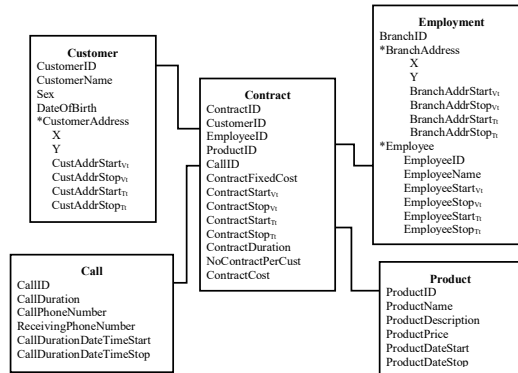 Customer
CustomerID
CustomerName
Sex
DateOfBirth
*CustomerAddress
X
Y
CustAddrStartVt
CustAddrStopVt
CustAddrStartTt
CustAddrStopTt
Contract
ContractID
CustomerID
EmployeeID
ProductID
CallID
ContractFixedCost
ContractStartVt
ContractStopVt
ContractStartTt
ContractStopTt
ContractDuration
NoContractPerCust
ContractCost
Employment
BranchID
*BranchAddress
X
Y
BranchAddrStartVt
BranchAddrStopVt
BranchAddrStartTt
BranchAddrStopTt
*Employee
EmployeeID
EmployeeName
EmployeeStartVt
EmployeeStopVt
EmployeeStartTt
EmployeeStopTt
Call
CallID
CallDuration
CallPhoneNumber
ReceivingPhoneNumber
CallDurationDateTimeStart
CallDurationDateTimeStop
Product
ProductID
ProductName
ProductDescription
ProductPrice
ProductDateStart
ProductDateStop